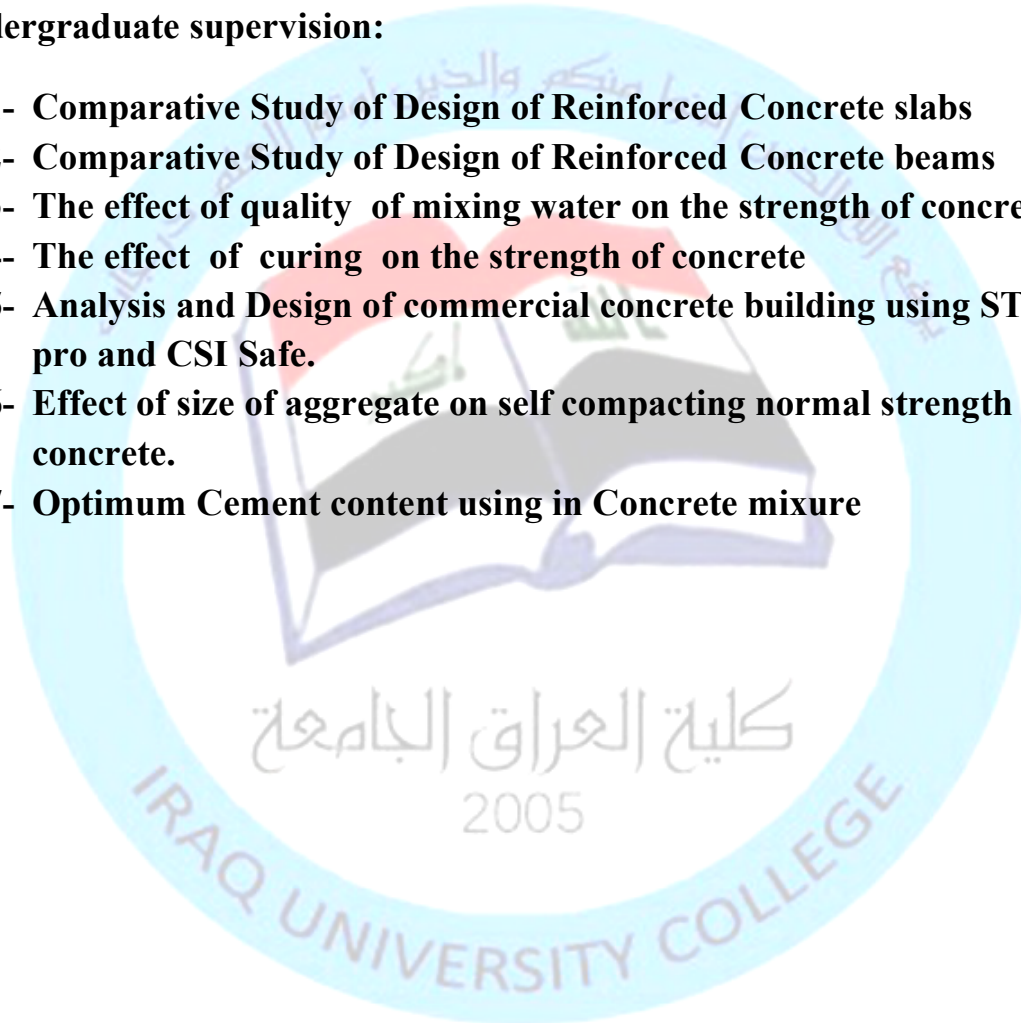 dergraduate supervision:
- Comparative Study of Design of Reinforced Concrete slabs
- Comparative Study of Design of Reinforced Concrete beams
- The effect of quality of mixing water on the strength of concre
- The effect of curing on the strength of concrete
- Analysis and Design of commercial concrete building using ST
pro and CSI Safe.
- Effect of size of aggregate on self compacting normal strength
concrete.
7- Optimum Cement content using in Concrete mixure
الله
أكبر
كلية العراق الجامعة
2005
IRAQ UNIVERSITY COLLEGE